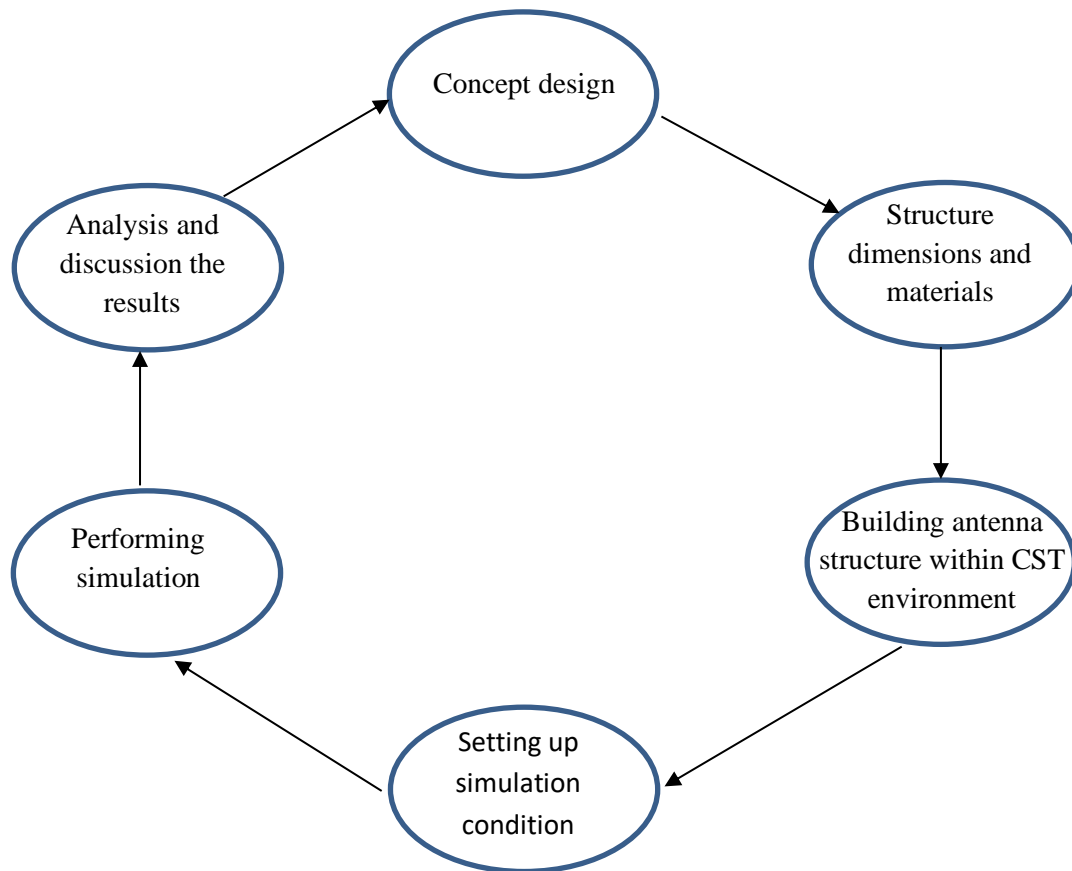 Concept design
Structure
dimensions and
materials
Building antenna
structure within CST
environment
Setting up
simulation
condition
Performing
simulation
Analysis and
discussion the
results